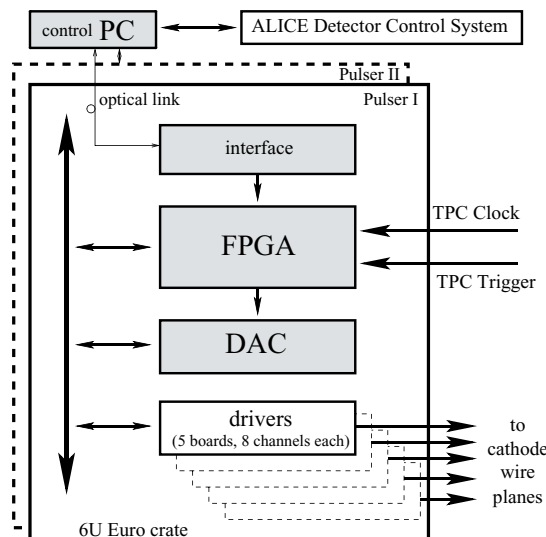 control PC
ALICE Detector Control System
Pulser II
optical link
Pulser I
interface
FPGA
TPC Clock
TPC Trigger
DAC
drivers
(5 boards, 8 channels each)
to
cathode
wire
planes
6U Euro crate